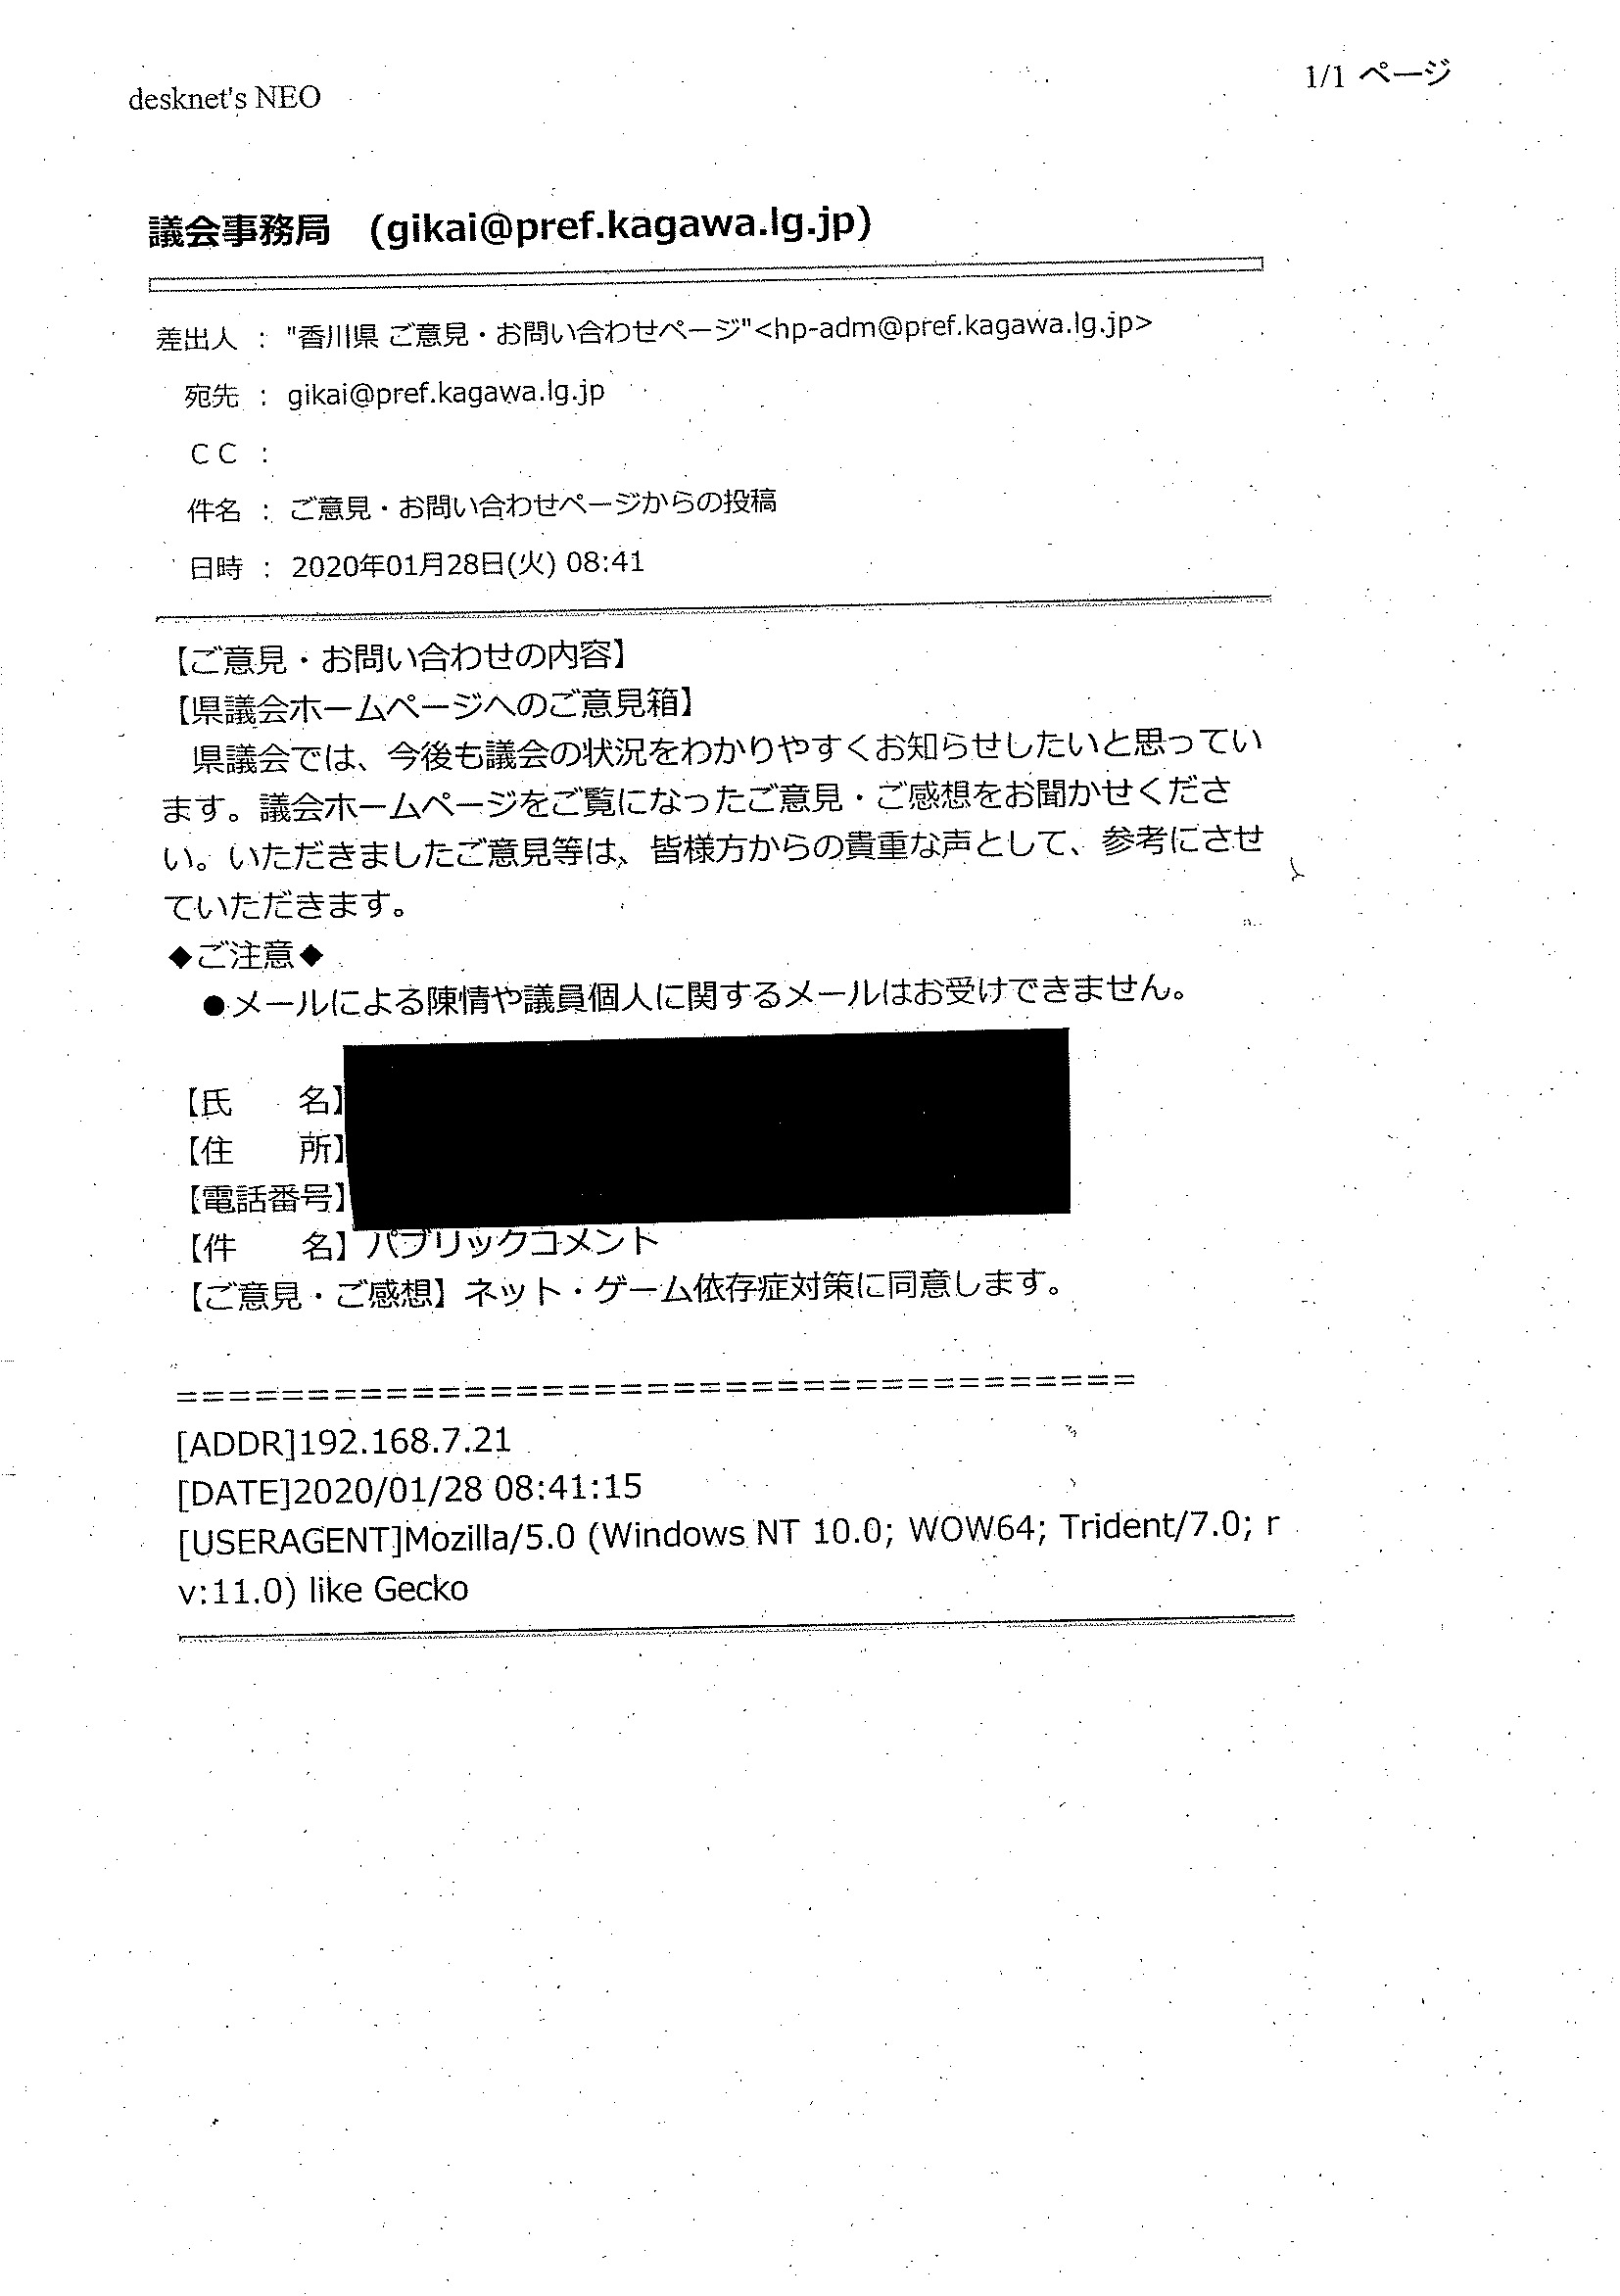 desknet's NEO
1/1 ページ
議会事務局 (gikai@pref.kagawa.lg.jp)
差出人 : "香川県 ご意見・お問い合わせページ"<hp-adm@pref.kagawa.lg.jp>
宛先 : gikai@pref.kagawa.lg.jp
CC :
件名 : ご意見・お問い合わせページからの投稿
日時 : 2020年01月28日(火) 08:41
【ご意見・お問い合わせの内容】
【県議会ホームページへのご意見箱】
県議会では、今後も議会の状況をわかりやすくお知らせしたいと思ってい
ます。議会ホームページをご覧になったご意見・ご感想をお聞かせくださ
い。いただきましたご意見等は、皆様方からの貴重な声として、参考にさせ
ていただきます。
◆ご注意◆
●メールによる陳情や議員個人に関するメールはお受けできません。
【氏 名】
【住 所】
【電話番号】
【件 名】パブリックコメント
【ご意見・ご感想】ネット・ゲーム依存症対策に同意します。
=====================================
[ADDR]192.168.7.21
[DATE]2020/01/28 08:41:15
[USERAGENT]Mozilla/5.0 (Windows NT 10.0; WOW64; Trident/7.0; r
v:11.0) like Gecko